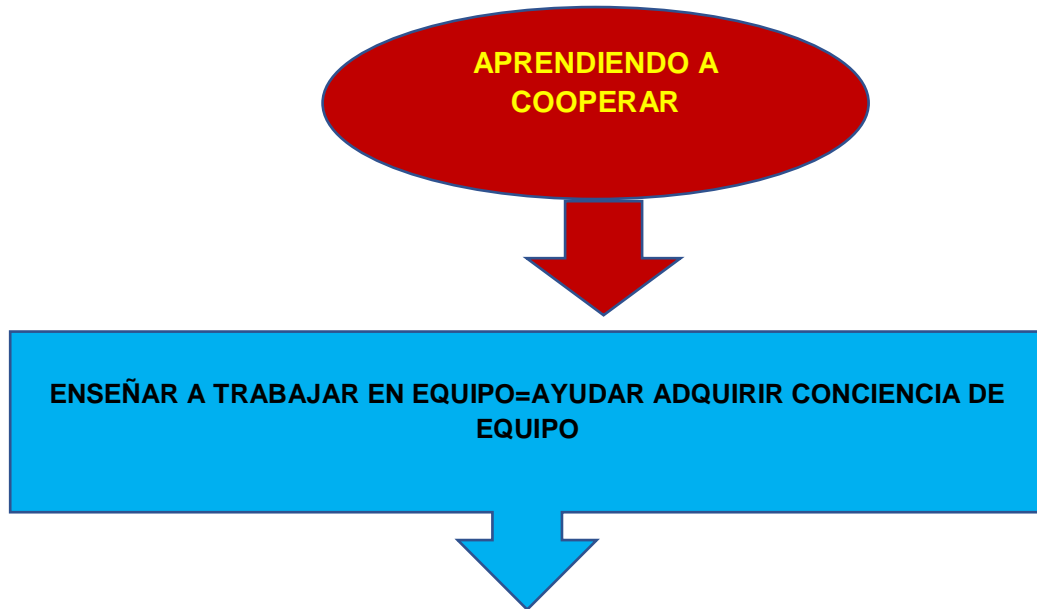 APRENDIENDO A
COOPERAR
ENSEÑAR A TRABAJAR EN EQUIPO=AYUDAR ADQUIRIR CONCIENCIA DE
EQUIPO